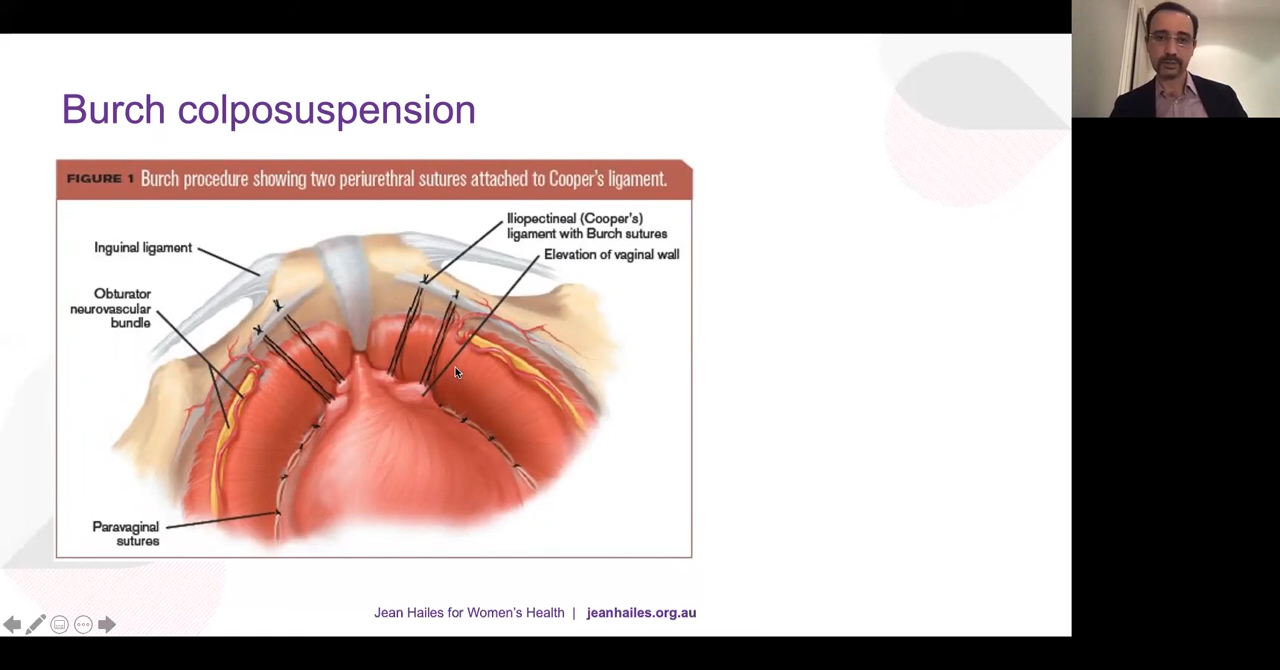 Burch colposuspension
FIGURE 1 Burch procedure showing two periurethral sutures attached to Cooper's ligament.
Iliopectineal (Cooper's)
ligament with Burch sutures
Inguinal ligament
Elevation of vaginal wall
Obturator
neurovascular
bundle
Paravaginal
sutures
Jean Hailes for Women's Health | jeanhailes.org.au